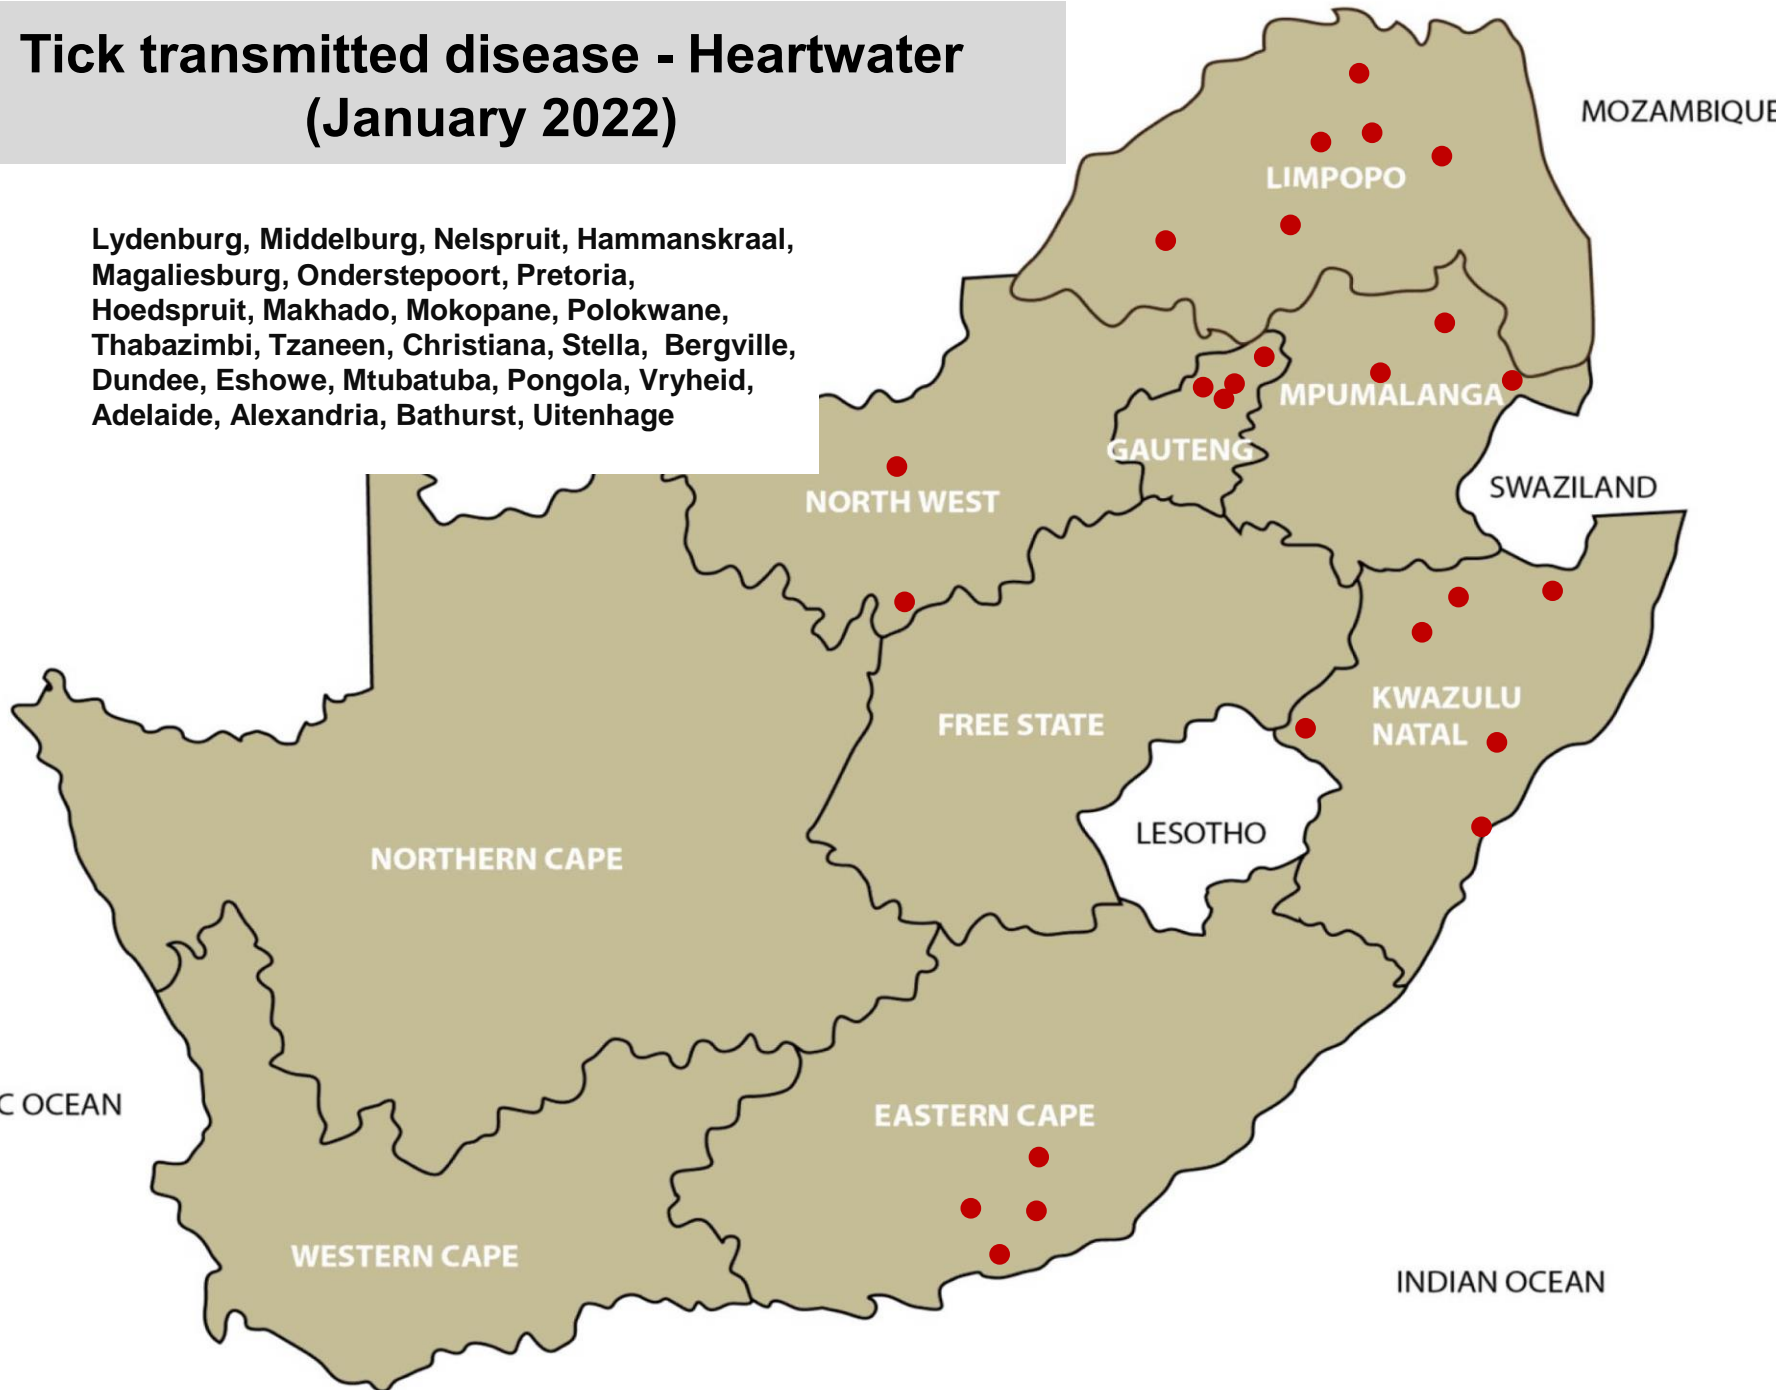 Tick transmitted disease - Heartwater
(January 2022)
MOZAMBIQUE
LIMPOPO
Lydenburg, Middelburg, Nelspruit, Hammanskraal,
Magaliesburg, Onderstepoort, Pretoria,
Hoedspruit, Makhado, Mokopane, Polokwane,
Thabazimbi, Tzaneen, Christiana, Stella, Bergville,
Dundee, Eshowe, Mtubatuba, Pongola, Vryheid,
Adelaide, Alexandria, Bathurst, Uitenhage
MPUMALANGA
GAUTENG
SWAZILAND
NORTH WEST
KWAZULU
NATAL
FREE STATE
LESOTHO
NORTHERN CAPE
C OCEAN
EASTERN CAPE
WESTERN CAPE
INDIAN OCEAN